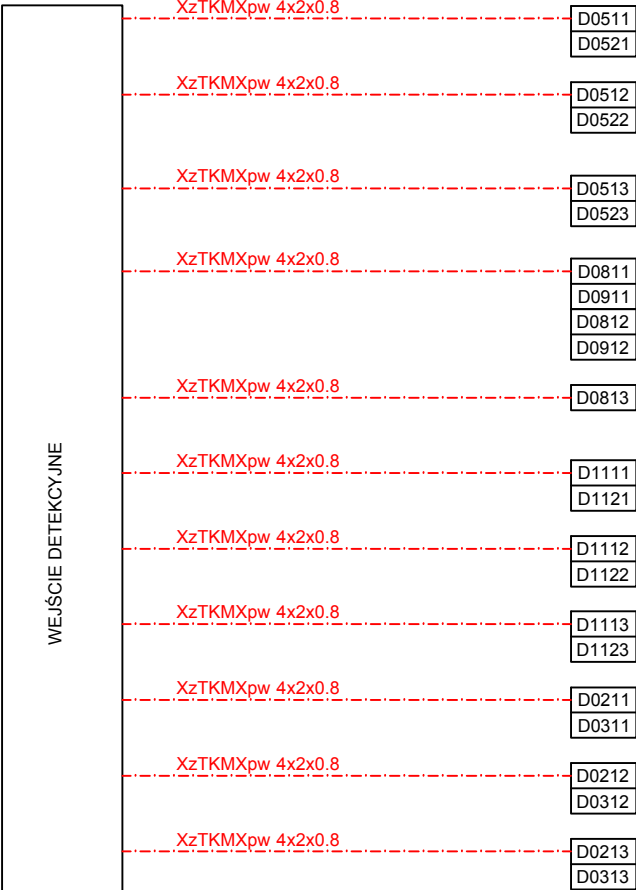 XzTKMXpw 4x2x0.8
D0511
D0521
XzTKMXpw 4x2x0.8
D0512
D0522
XzTKMXpw 4x2x0.8
D0513
D0523
XzTKMXpw 4x2x0.8
D0811
D0911
D0812
D0912
XzTKMXpw 4x2x0.8
D0813
WEJŚCIE DETEKCYJNE
XzTKMXpw 4x2x0.8
D1111
D1121
XzTKMXpw 4x2x0.8
D1112
D1122
XzTKMXpw 4x2x0.8
D1113
D1123
XzTKMXpw 4x2x0.8
D0211
D0311
XzTKMXpw 4x2x0.8
D0212
D0312
XzTKMXpw 4x2x0.8
D0213
D0313